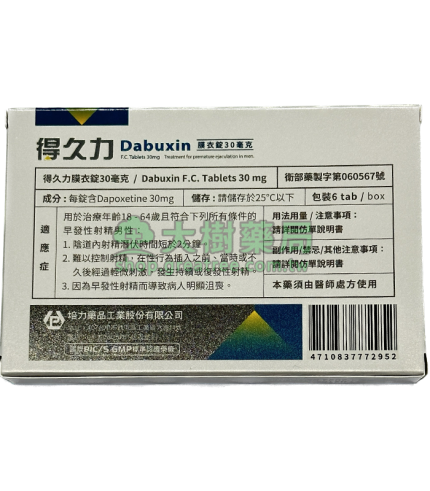 得久力 Dabuxin 膜衣錠30毫克
F.C. Tablets 30mg Treatment for premature ejaculation in men.
得久力膜衣錠30毫克 / Dabuxin F.C. Tablets 30 mg 衛部藥製字第060567號
成分: 每錠含Dapoxetine 30mg 儲存: 請儲存於25°C以下 包裝6 tab / box
適應症
用於治療年齡18~64歲且符合下列所有條件的
早發性射精男性:
1. 陰道內射精潛伏時間短於2分鐘。
2. 難以控制射精，在性行為插入之前、當時或不
久後經過輕微刺激，發生持續或復發性射精。
3. 因為早發性射精而導致病人明顯沮喪。
用法用量 / 注意事項:
請詳閱仿單說明書
副作用/禁忌/其他注意事項:
請詳閱仿單說明書
本藥須由醫師處方使用
大樹藥局
培力藥品工業股份有限公司
PIC/S GMP
4710837772952